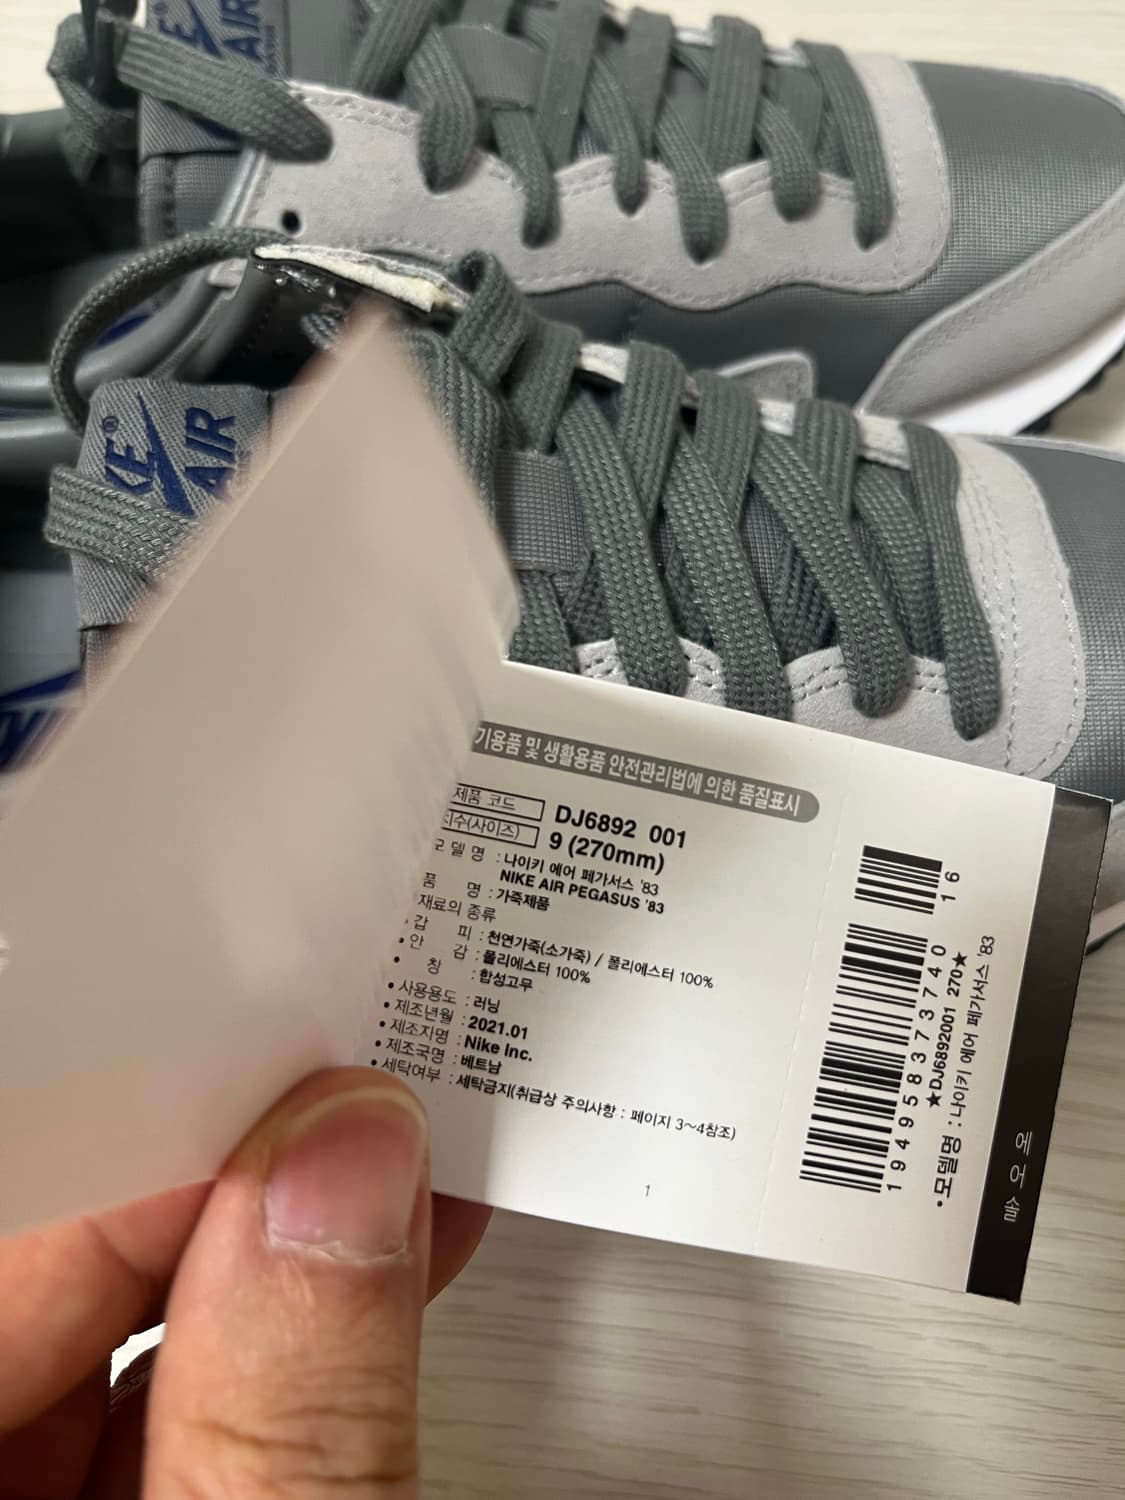 KE®
AIR
KE®
AIR
기용품 및 생활용품 안전관리법에 의한 품질표시
제품 코드 DJ6892 001
치수(사이즈) 9 (270mm)
모 델 명 : 나이키 에어 페가서스 '83
NIKE AIR PEGASUS '83
품 명 : 가죽제품
재료의 종류
• 갑 피 : 천연가죽(소가죽) / 폴리에스터 100%
• 안 감 : 폴리에스터 100%
• 창 : 합성고무
• 사용용도 : 러닝
• 제조년월 : 2021.01
• 제조자명 : Nike Inc.
• 제조국명 : 베트남
• 세탁여부 : 세탁금지(취급상 주의사항 : 페이지 3~4참조)
1
194958373740 16
★DJ6892001 270★
• 모델명 : 나이키 에어 페가서스 '83
에어솔